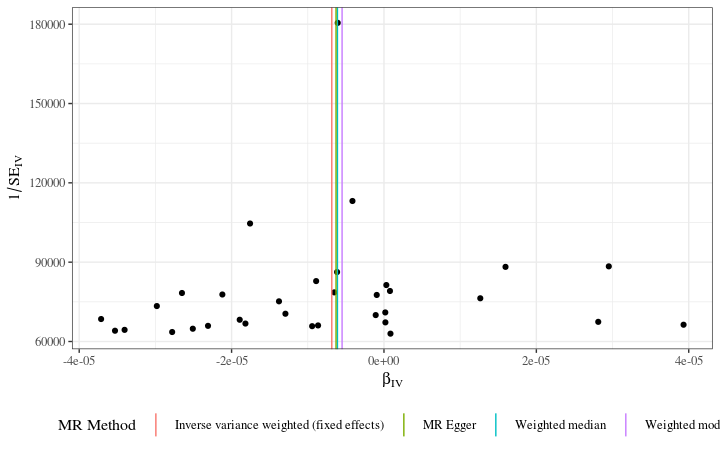 180000
150000
120000
90000
60000
1/SE_IV
-4e-05 -2e-05 0e+00 2e-05 4e-05
β_IV
MR Method Inverse variance weighted (fixed effects) MR Egger Weighted median Weighted mod